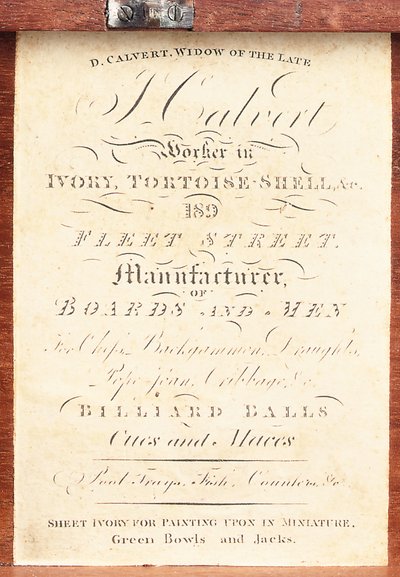 D. CALVERT, WIDOW OF THE LATE
J. Calvert
Worker in
IVORY, TORTOISE-SHELL, &c.
189
FLEET STREET.
Manufacturer,
OF
BOARDS AND MEN
For Chess, Backgammon, Draughts,
Pope-Joan, Cribbage, &c.
BILLIARD BALLS
Cues and Maces
Pool Trays, Fish, Counters, &c
SHEET IVORY FOR PAINTING UPON IN MINIATURE,
Green Bowls and Jacks.